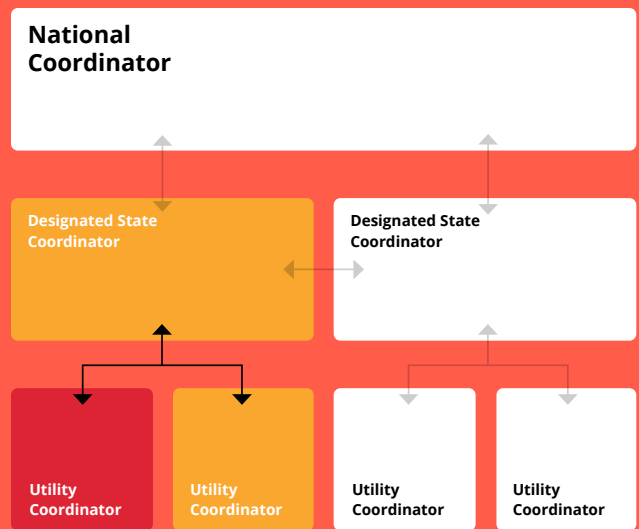 National
Coordinator
Designated State
Coordinator
Designated State
Coordinator
Utility
Coordinator
Utility
Coordinator
Utility
Coordinator
Utility
Coordinator